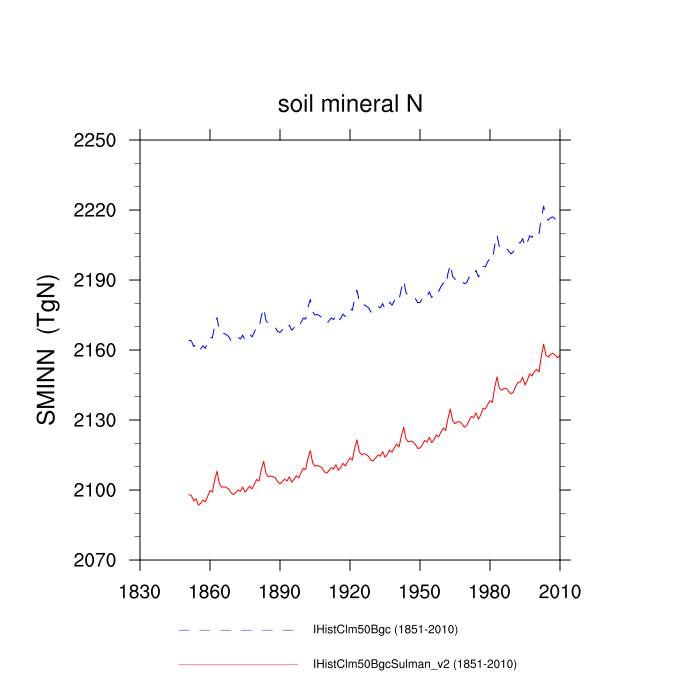 soil mineral N
2250
2220
2190
2160
2130
2100
2070
SMINN (TgN)
1830 1860 1890 1920 1950 1980 2010
IHistClm50Bgc (1851-2010)
IHistClm50BgcSulman_v2 (1851-2010)